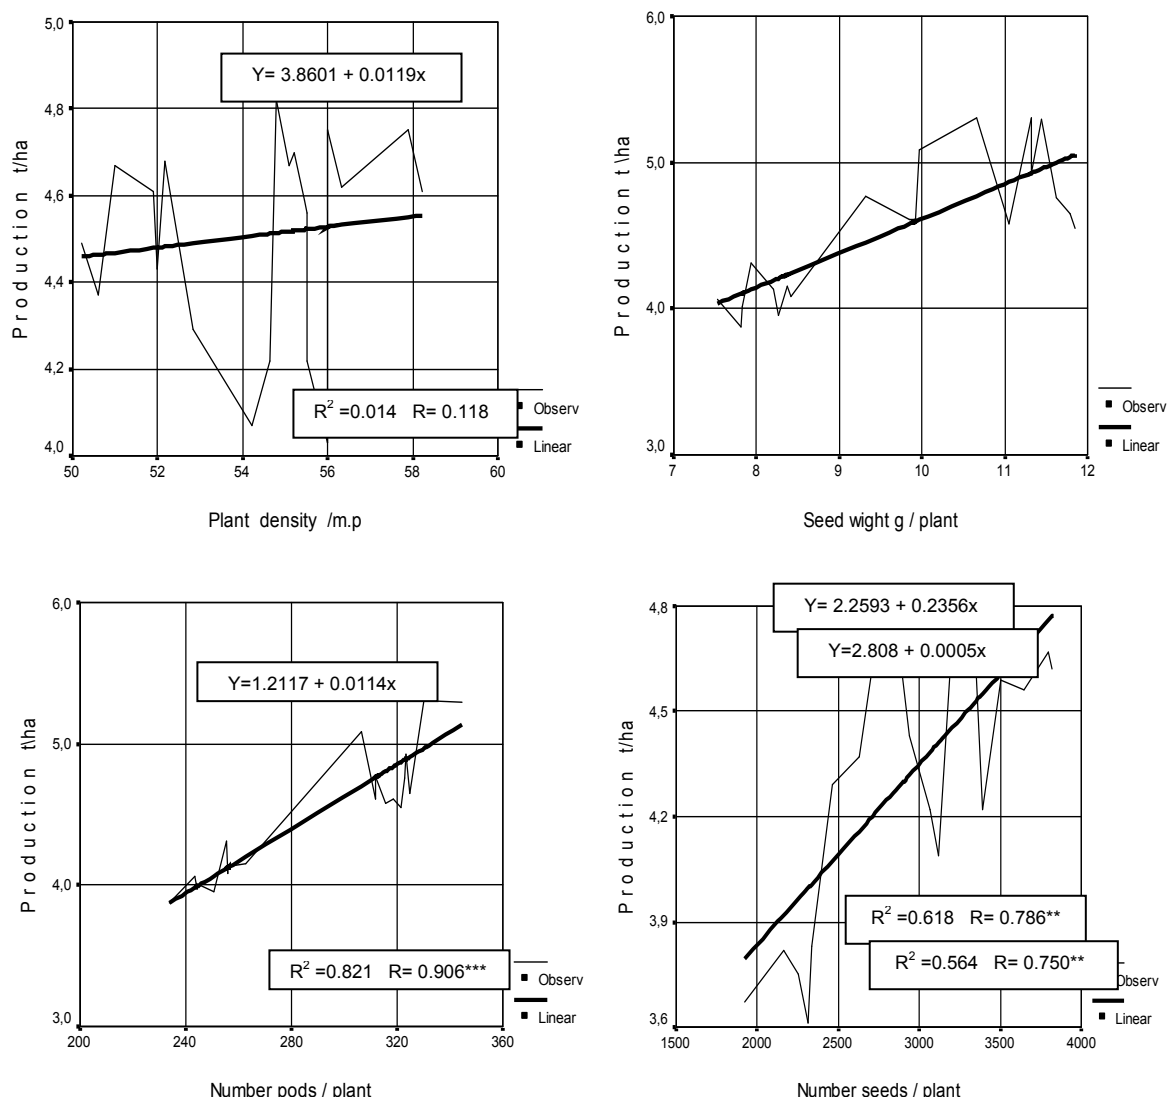 5,0
4,8
4,6
4,4
4,2
4,0
Production t/ha
Y= 3.8601 + 0.0119x
R2 =0.014 R= 0.118
Observ
Linear
50 52 54 56 58 60
Plant density /m.p
6,0
5,0
4,0
3,0
Production t\ha
Observ
Linear
7 8 9 10 11 12
Seed wight g / plant
6,0
5,0
4,0
3,0
Production t\ha
Y=1.2117 + 0.0114x
R2 =0.821 R= 0.906***
Observ
Linear
200 240 280 320 360
Number pods / plant
4,8
4,5
4,2
3,9
3,6
Production t/ha
Y= 2.2593 + 0.2356x
Y=2.808 + 0.0005x
R2 =0.618 R= 0.786**
R2 =0.564 R= 0.750**
Observ
Linear
1500 2000 2500 3000 3500 4000
Number seeds / plant